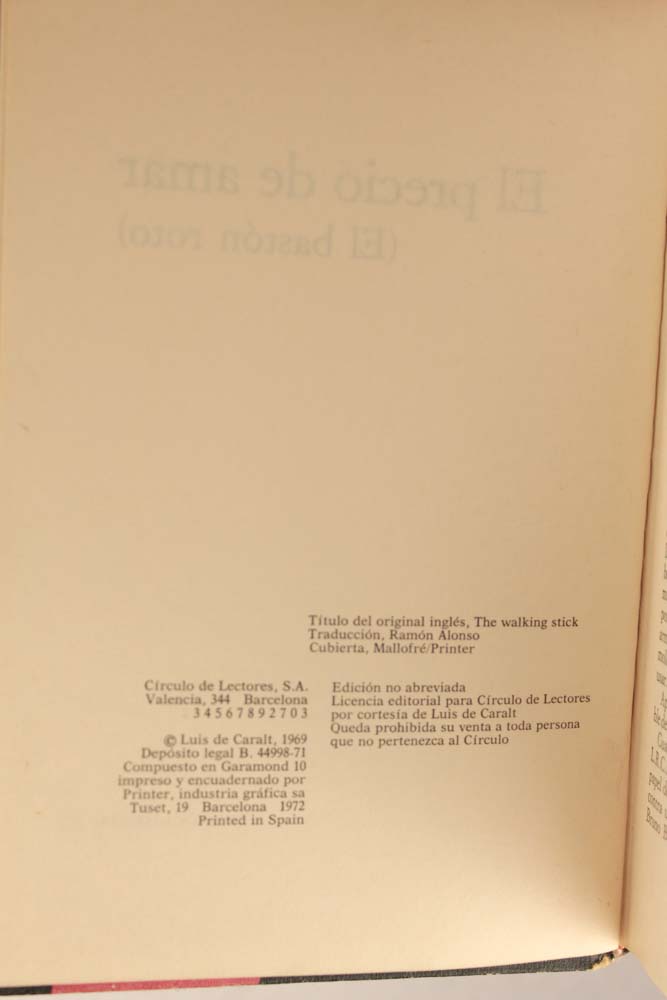 El precio de amar
(El bastón roto)
Título del original inglés, The walking stick
Traducción, Ramón Alonso
Cubierta, Mallofré/Printer
Círculo de Lectores, S.A.
Valencia, 344 Barcelona
3 4 5 6 7 8 9 2 7 0 3
© Luis de Caralt, 1969
Depósito legal B. 44998-71
Compuesto en Garamond 10
impreso y encuadernado por
Printer, industria gráfica sa
Tuset, 19 Barcelona 1972
Printed in Spain
Edición no abreviada
Licencia editorial para Círculo de Lectores
por cortesía de Luis de Caralt
Queda prohibida su venta a toda persona
que no pertenezca al Círculo